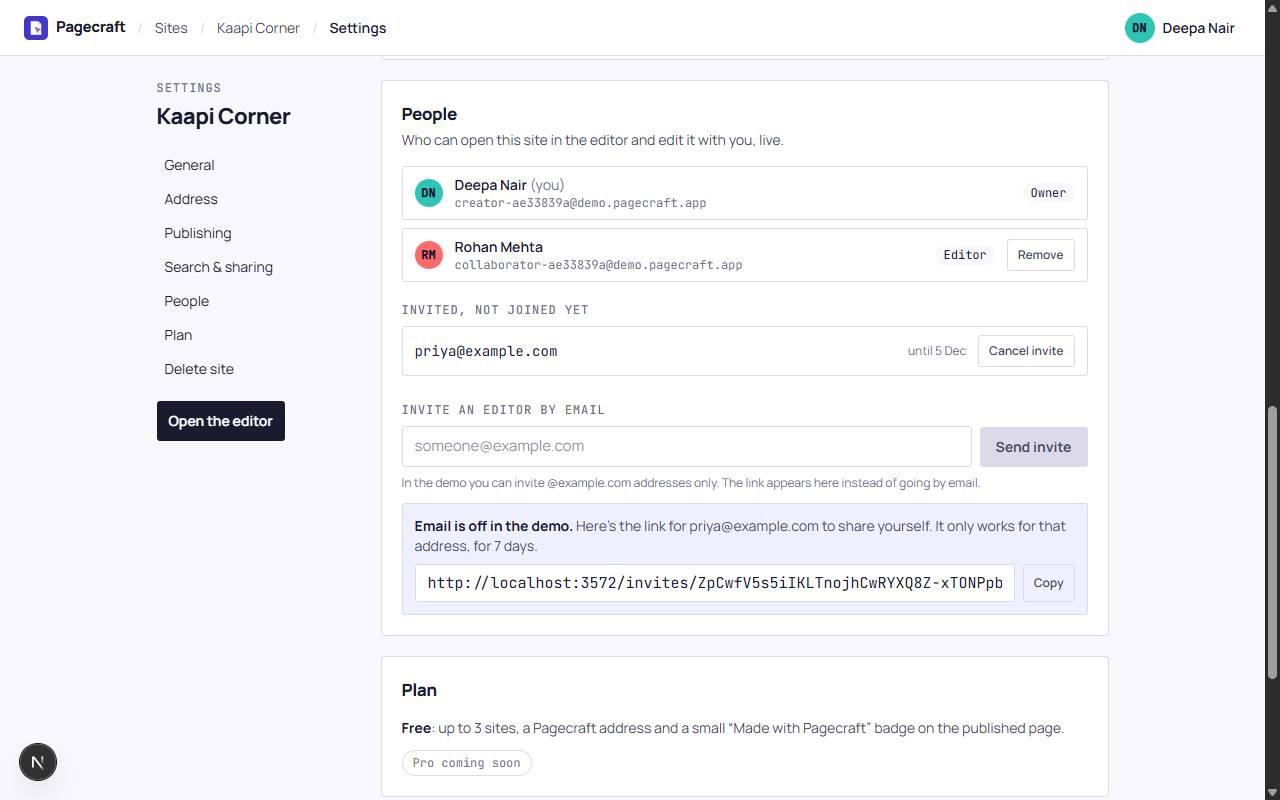 Pagecraft / Sites / Kaapi Corner / Settings
DN Deepa Nair
SETTINGS
Kaapi Corner
General
Address
Publishing
Search & sharing
People
Plan
Delete site
Open the editor
People
Who can open this site in the editor and edit it with you, live.
DN Deepa Nair (you) Owner
creator-ae33839a@demo.pagecraft.app
RM Rohan Mehta Editor Remove
collaborator-ae33839a@demo.pagecraft.app
INVITED, NOT JOINED YET
priya@example.com until 5 Dec Cancel invite
INVITE AN EDITOR BY EMAIL
someone@example.com Send invite
In the demo you can invite @example.com addresses only. The link appears here instead of going by email.
Email is off in the demo. Here's the link for priya@example.com to share yourself. It only works for that
address, for 7 days.
http://localhost:3572/invites/ZpCwfV5s5iIKLTnojhCwRYXQ8Z-xTONPpb Copy
Plan
Free: up to 3 sites, a Pagecraft address and a small “Made with Pagecraft” badge on the published page.
Pro coming soon
N